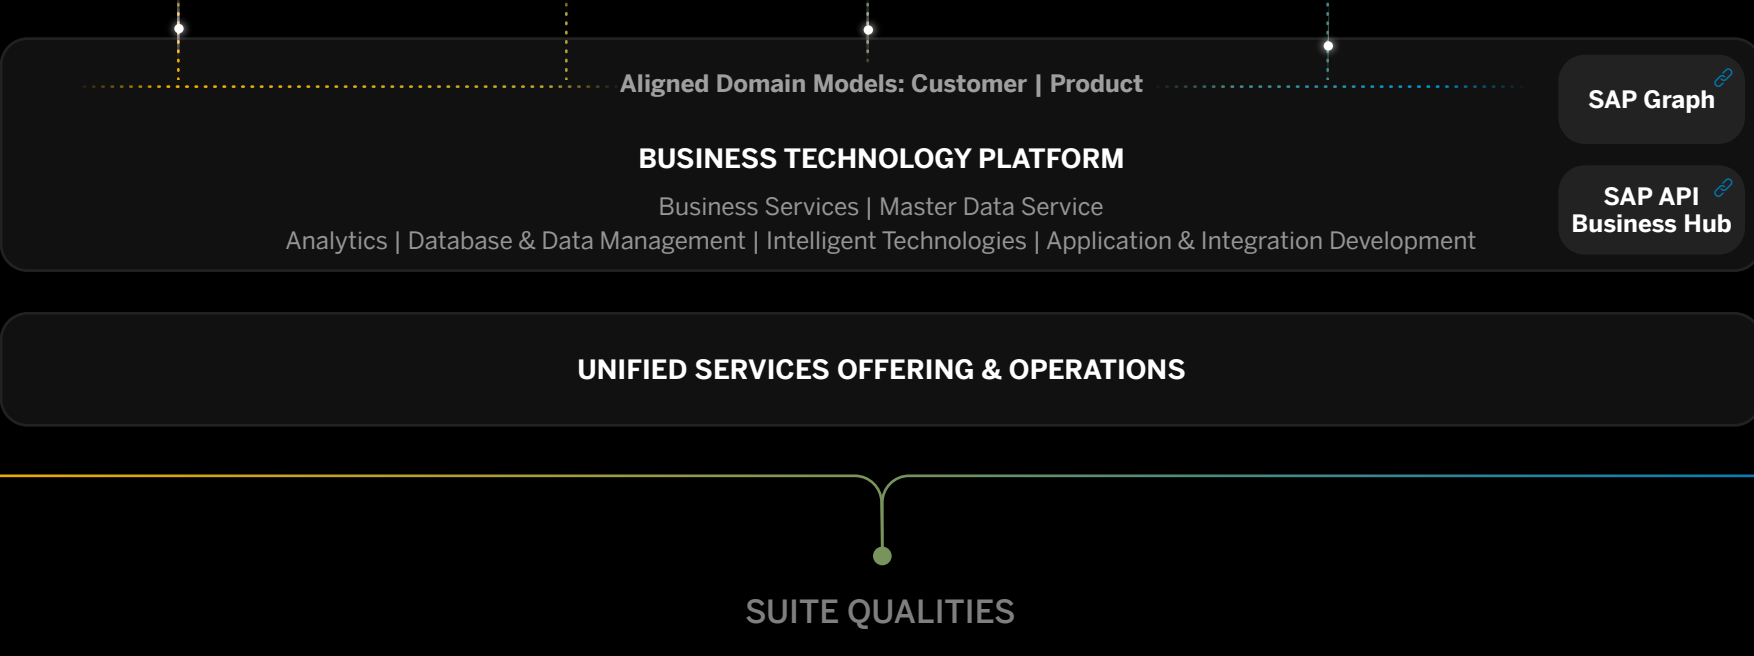 Aligned Domain Models: Customer | Product
SAP Graph
BUSINESS TECHNOLOGY PLATFORM
Business Services | Master Data Service
Analytics | Database & Data Management | Intelligent Technologies | Application & Integration Development
SAP API
Business Hub
UNIFIED SERVICES OFFERING & OPERATIONS
SUITE QUALITIES